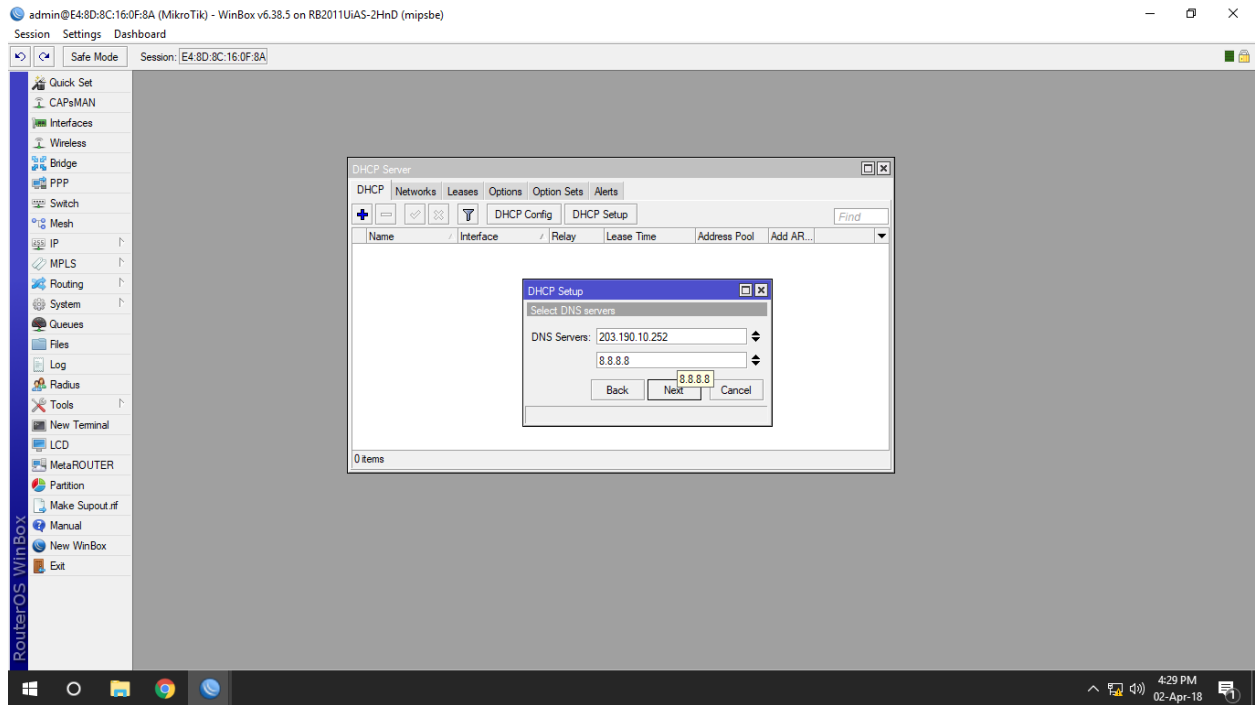 admin@E4:8D:8C:16:0F:8A (MikroTik) - WinBox v6.38.5 on RB2011UiAS-2HnD (mipsbe)
Session Settings Dashboard
Safe Mode Session: E4:8D:8C:16:0F:8A
Quick Set
CAPsMAN
Interfaces
Wireless
Bridge
PPP
Switch
Mesh
IP
MPLS
Routing
System
Queues
Files
Log
Radius
Tools
New Terminal
LCD
MetaROUTER
Partition
Make Supout.rif
Manual
New WinBox
Exit
RouterOS WinBox
DHCP Server
DHCP Networks Leases Options Option Sets Alerts
DHCP Config DHCP Setup Find
Name Interface Relay Lease Time Address Pool Add AR...
DHCP Setup
Select DNS servers
DNS Servers: 203.190.10.252
8.8.8.8
8.8.8.8
Back Next Cancel
0 items
4:29 PM
02-Apr-18
1